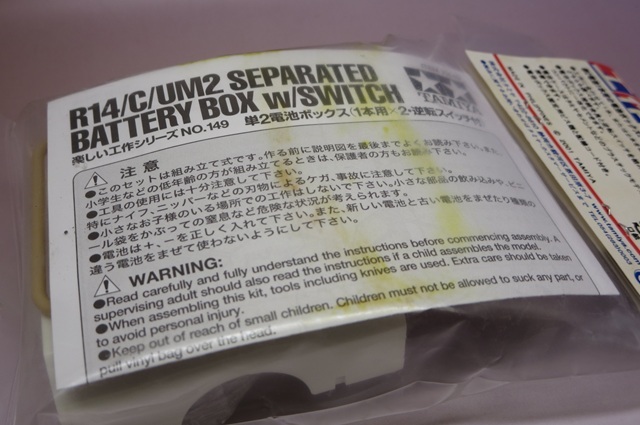 R14/C/UM2 SEPARATED
BATTERY BOX w/SWITCH
TAMIYA
楽しい工作シリーズ NO.149 単2電池ボックス(1本用×2・逆転スイッチ付)
注意
●このセットは組み立て式です。作る前に説明図を最後までよくお読み下さい。また、
小学生などの低年齢の方が組み立てるときは、保護者の方もお読み下さい。
●工具の使用には十分注意して下さい。
特にナイフ、ニッパーなどの刃物によるケガ、事故に注意して下さい。
●小さなお子様のいる場所での工作はしないで下さい。小さな部品の飲み込みや、ビニ
ール袋をかぶっての窒息など危険な状況が考えられます。
●電池は+、−を正しく入れて下さい。また、新しい電池と古い電池をまぜたり種類の
違う電池をまぜて使わないようにして下さい。
WARNING:
●Read carefully and fully understand the instructions before commencing assembly. A
supervising adult should also read the instructions if a child assembles the model.
●When assembling this kit, tools including knives are used. Extra care should be taken
to avoid personal injury.
●Keep out of reach of small children. Children must not be allowed to suck any part, or
pull vinyl bag over the head.